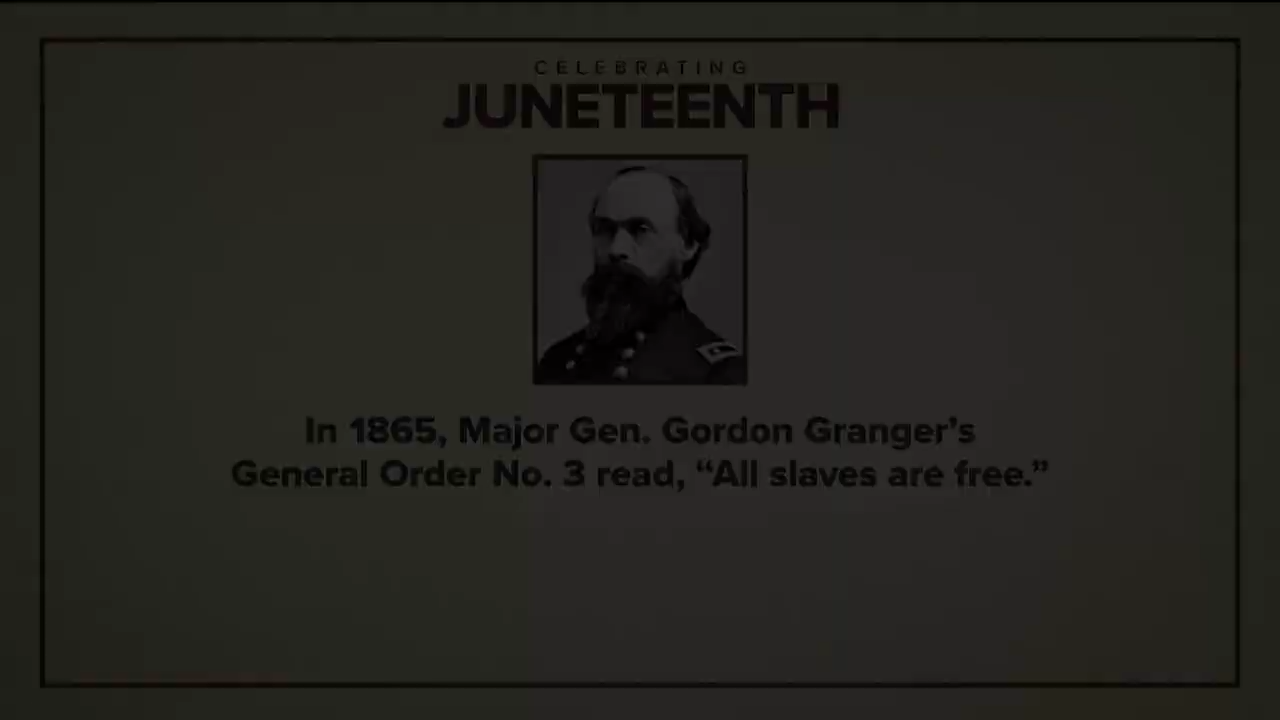 CELEBRATING
JUNETEENTH
In 1865, Major Gen. Gordon Granger’s
General Order No. 3 read, “All slaves are free.”